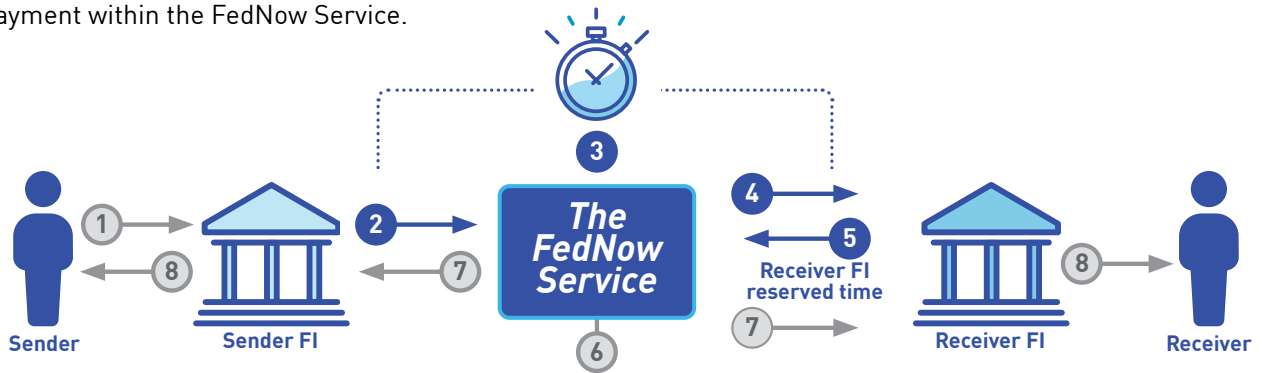 payment within the FedNow Service.
3
1
8
2
7
The
FedNow
Service
6
4
5
Receiver FI
reserved time
7
8
Sender
Sender FI
Receiver FI
Receiver